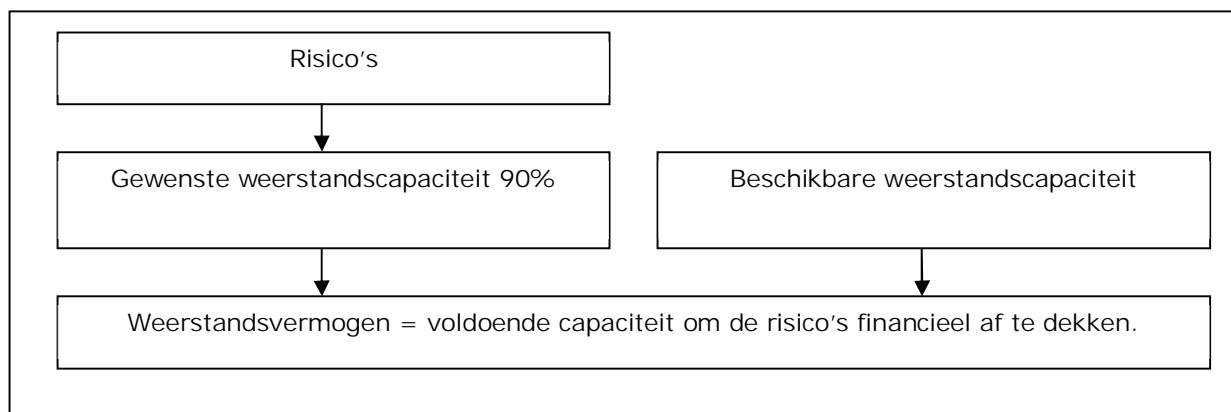 Risico's
Gewenste weerstandscapaciteit 90%
Beschikbare weerstandscapaciteit
Weerstandsvermogen = voldoende capaciteit om de risico's financieel af te dekken.